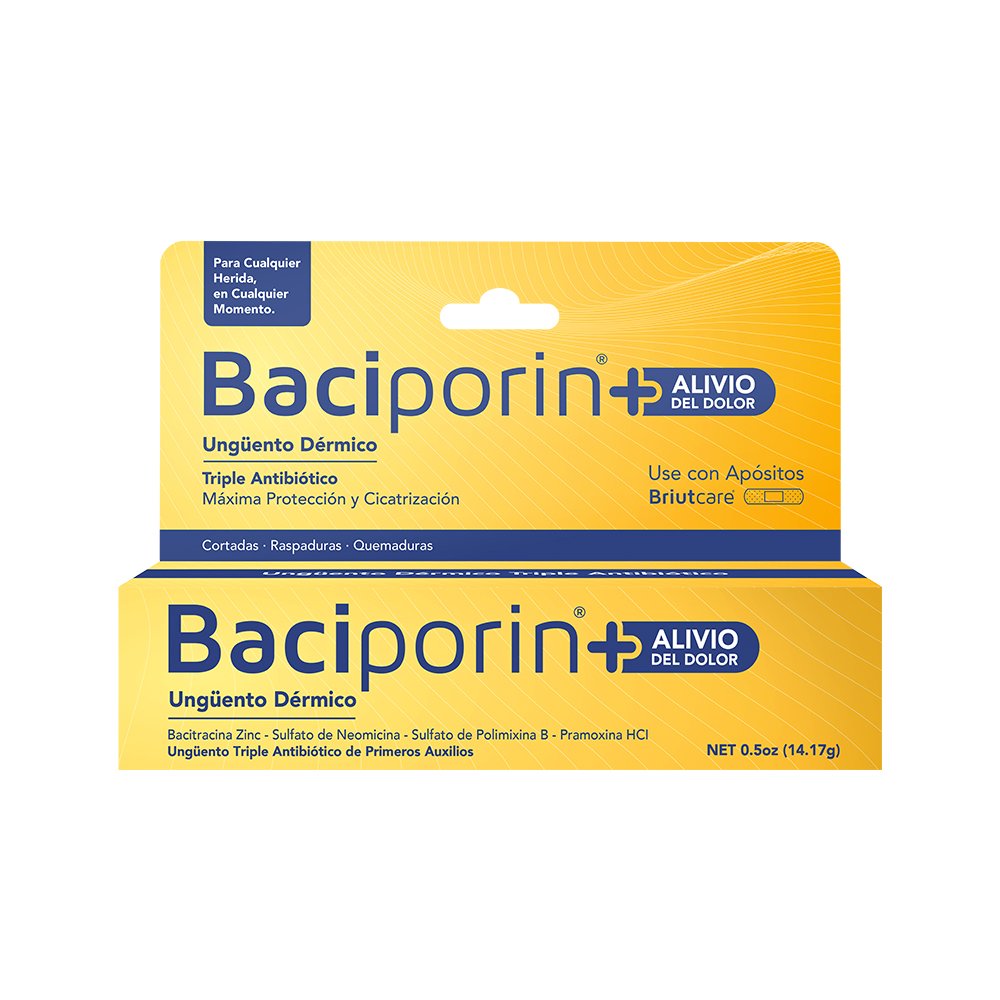 Para Cualquier
Herida,
en Cualquier
Momento.
Baciporin®+ ALIVIO
DEL DOLOR
Ungüento Dérmico
Triple Antibiótico
Máxima Protección y Cicatrización
Use con Apósitos
Briutcare
Cortadas · Raspaduras · Quemaduras
Ungüento Dérmico Triple Antibiótico
Baciporin®+ ALIVIO
DEL DOLOR
Ungüento Dérmico
Bacitracina Zinc - Sulfato de Neomicina - Sulfato de Polimixina B - Pramoxina HCl
Ungüento Triple Antibiótico de Primeros Auxilios
NET 0.5oz (14.17g)